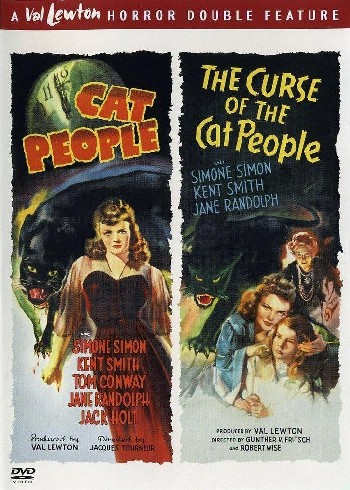 A Val Lewton HORROR DOUBLE FEATURE
CAT
PEOPLE
with
SIMONE SIMON
KENT SMITH
TOM CONWAY
JANE RANDOLPH
JACK HOLT
Produced by
VAL LEWTON
Directed by
JACQUES TOURNEUR
THE CURSE
OF THE
Cat People
with
SIMONE SIMON
KENT SMITH
JANE RANDOLPH
PRODUCED BY VAL LEWTON
DIRECTED BY GUNTHER V. FRITSCH
AND ROBERT WISE
DVD
VIDEO